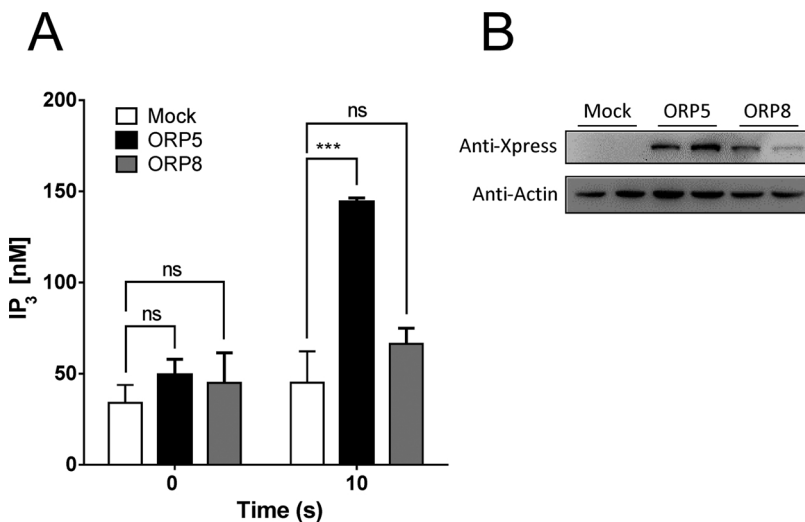 A
200
150
100
50
0
IP3 [nM]
Mock
ORP5
ORP8
ns
ns
ns
***
0
10
Time (s)
B
Mock ORP5 ORP8
Anti-Xpress
Anti-Actin